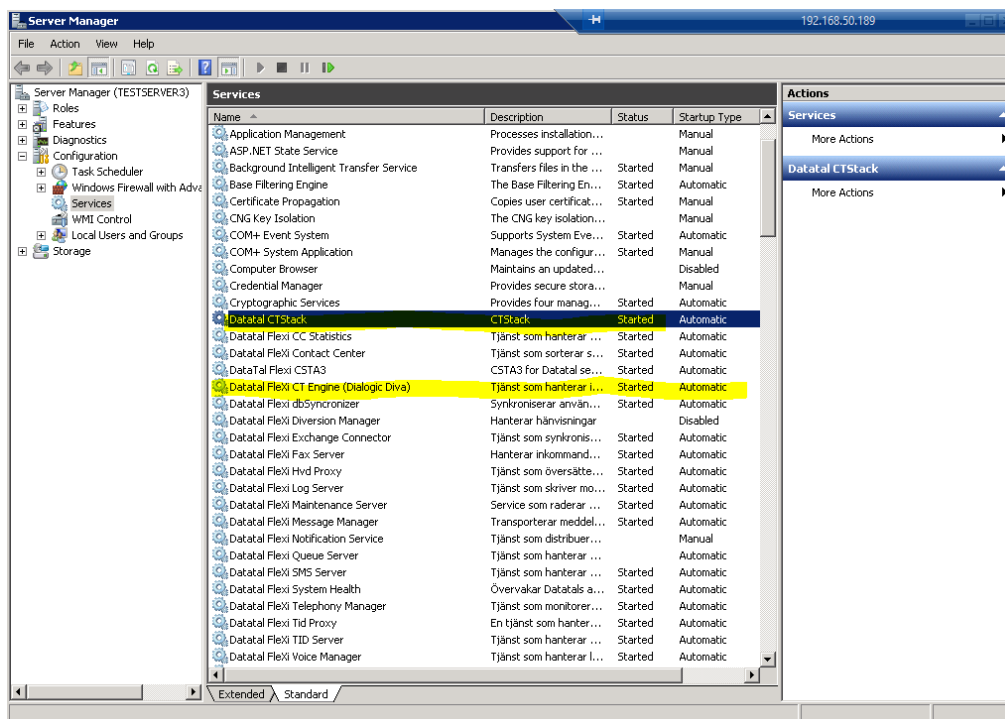 Server Manager
192.168.50.189
File Action View Help
Server Manager (TESTSERVER3)
Roles
Features
Diagnostics
Configuration
Task Scheduler
Windows Firewall with Adva
Services
WMI Control
Local Users and Groups
Storage
Services
Name Description Status Startup Type
Application Management Processes installation... Manual
ASP.NET State Service Provides support for ... Manual
Background Intelligent Transfer Service Transfers files in the ... Started Manual
Base Filtering Engine The Base Filtering En... Started Automatic
Certificate Propagation Copies user certificat... Started Manual
CNG Key Isolation The CNG key isolation... Manual
COM+ Event System Supports System Eve... Started Automatic
COM+ System Application Manages the configur... Started Manual
Computer Browser Maintains an updated... Disabled
Credential Manager Provides secure stora... Manual
Cryptographic Services Provides four manag... Started Automatic
Datatal CTStack CTStack Started Automatic
Datatal FleXi CC Statistics Tjänst som hanterar ... Started Automatic
Datatal FleXi Contact Center Tjänst som sorterar s... Started Automatic
DataTal Flexi CSTA3 CSTA3 for Datatal se... Started Automatic
Datatal FleXi CT Engine (Dialogic Diva) Tjänst som hanterar i... Started Automatic
Datatal Flexi dbSyncronizer Synkroniserar använ... Started Automatic
Datatal FleXi Diversion Manager Hanterar hänvisningar Disabled
Datatal FleXi Exchange Connector Tjänst som synkronis... Started Automatic
Datatal FleXi Fax Server Hanterar inkommand... Started Automatic
Datatal FleXi Hvd Proxy Tjänst som översätte... Started Automatic
Datatal FleXi Log Server Tjänst som skriver mo... Started Automatic
Datatal FleXi Maintenance Server Service som raderar ... Started Automatic
Datatal FleXi Message Manager Transporterar meddel... Started Automatic
Datatal FleXi Notification Service Tjänst som distribuer... Manual
Datatal FleXi Queue Server Tjänst som hanterar ... Automatic
Datatal FleXi SMS Server Tjänst som hanterar ... Started Automatic
Datatal Flexi System Health Övervakar Datatals a... Started Automatic
Datatal FleXi Telephony Manager Tjänst som monitorer... Started Automatic
Datatal Flexi Tid Proxy En tjänst som hanter... Started Automatic
Datatal FleXi TID Server Tjänst som hanterar ... Started Automatic
Datatal FleXi Voice Manager Tjänst som hanterar l... Started Automatic
Extended Standard
Actions
Services
More Actions
Datatal CTStack
More Actions